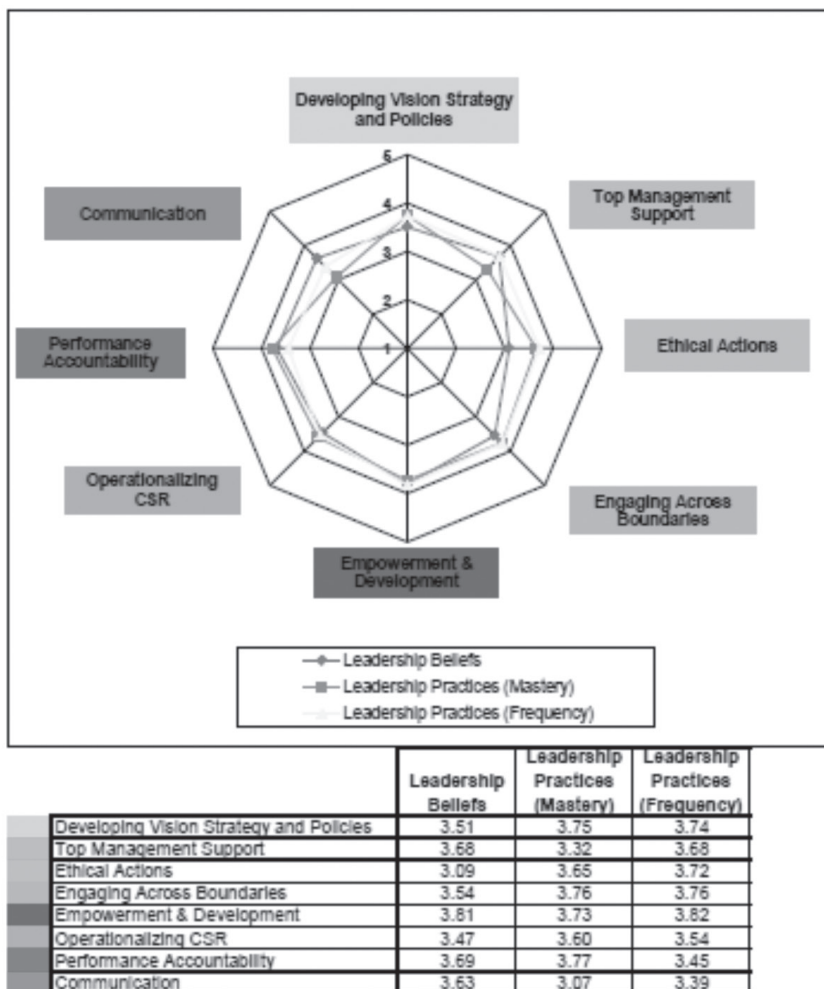 Developing Vision Strategy
and Policies
5
Top Management
Support
Communication
4
3
2
Performance
Accountability
1
Ethical Actions
Operationalizing
CSR
Engaging Across
Boundaries
Empowerment &
Development
Leadership Beliefs
Leadership Practices (Mastery)
Leadership Practices (Frequency)
Leadership Beliefs Leadership Practices (Mastery) Leadership Practices (Frequency)
Developing Vision Strategy and Policies 3.51 3.75 3.74
Top Management Support 3.68 3.32 3.68
Ethical Actions 3.09 3.65 3.72
Engaging Across Boundaries 3.54 3.76 3.76
Empowerment & Development 3.81 3.73 3.82
Operationalizing CSR 3.47 3.60 3.54
Performance Accountability 3.69 3.77 3.45
Communication 3.63 3.07 3.39